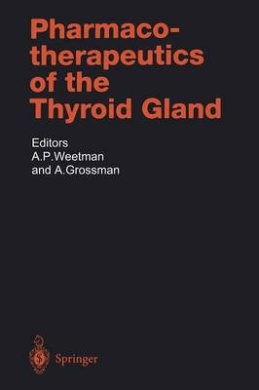 Pharmaco-
therapeutics
of the
Thyroid Gland
Editors
A.P.Weetman
and A.Grossman
Springer